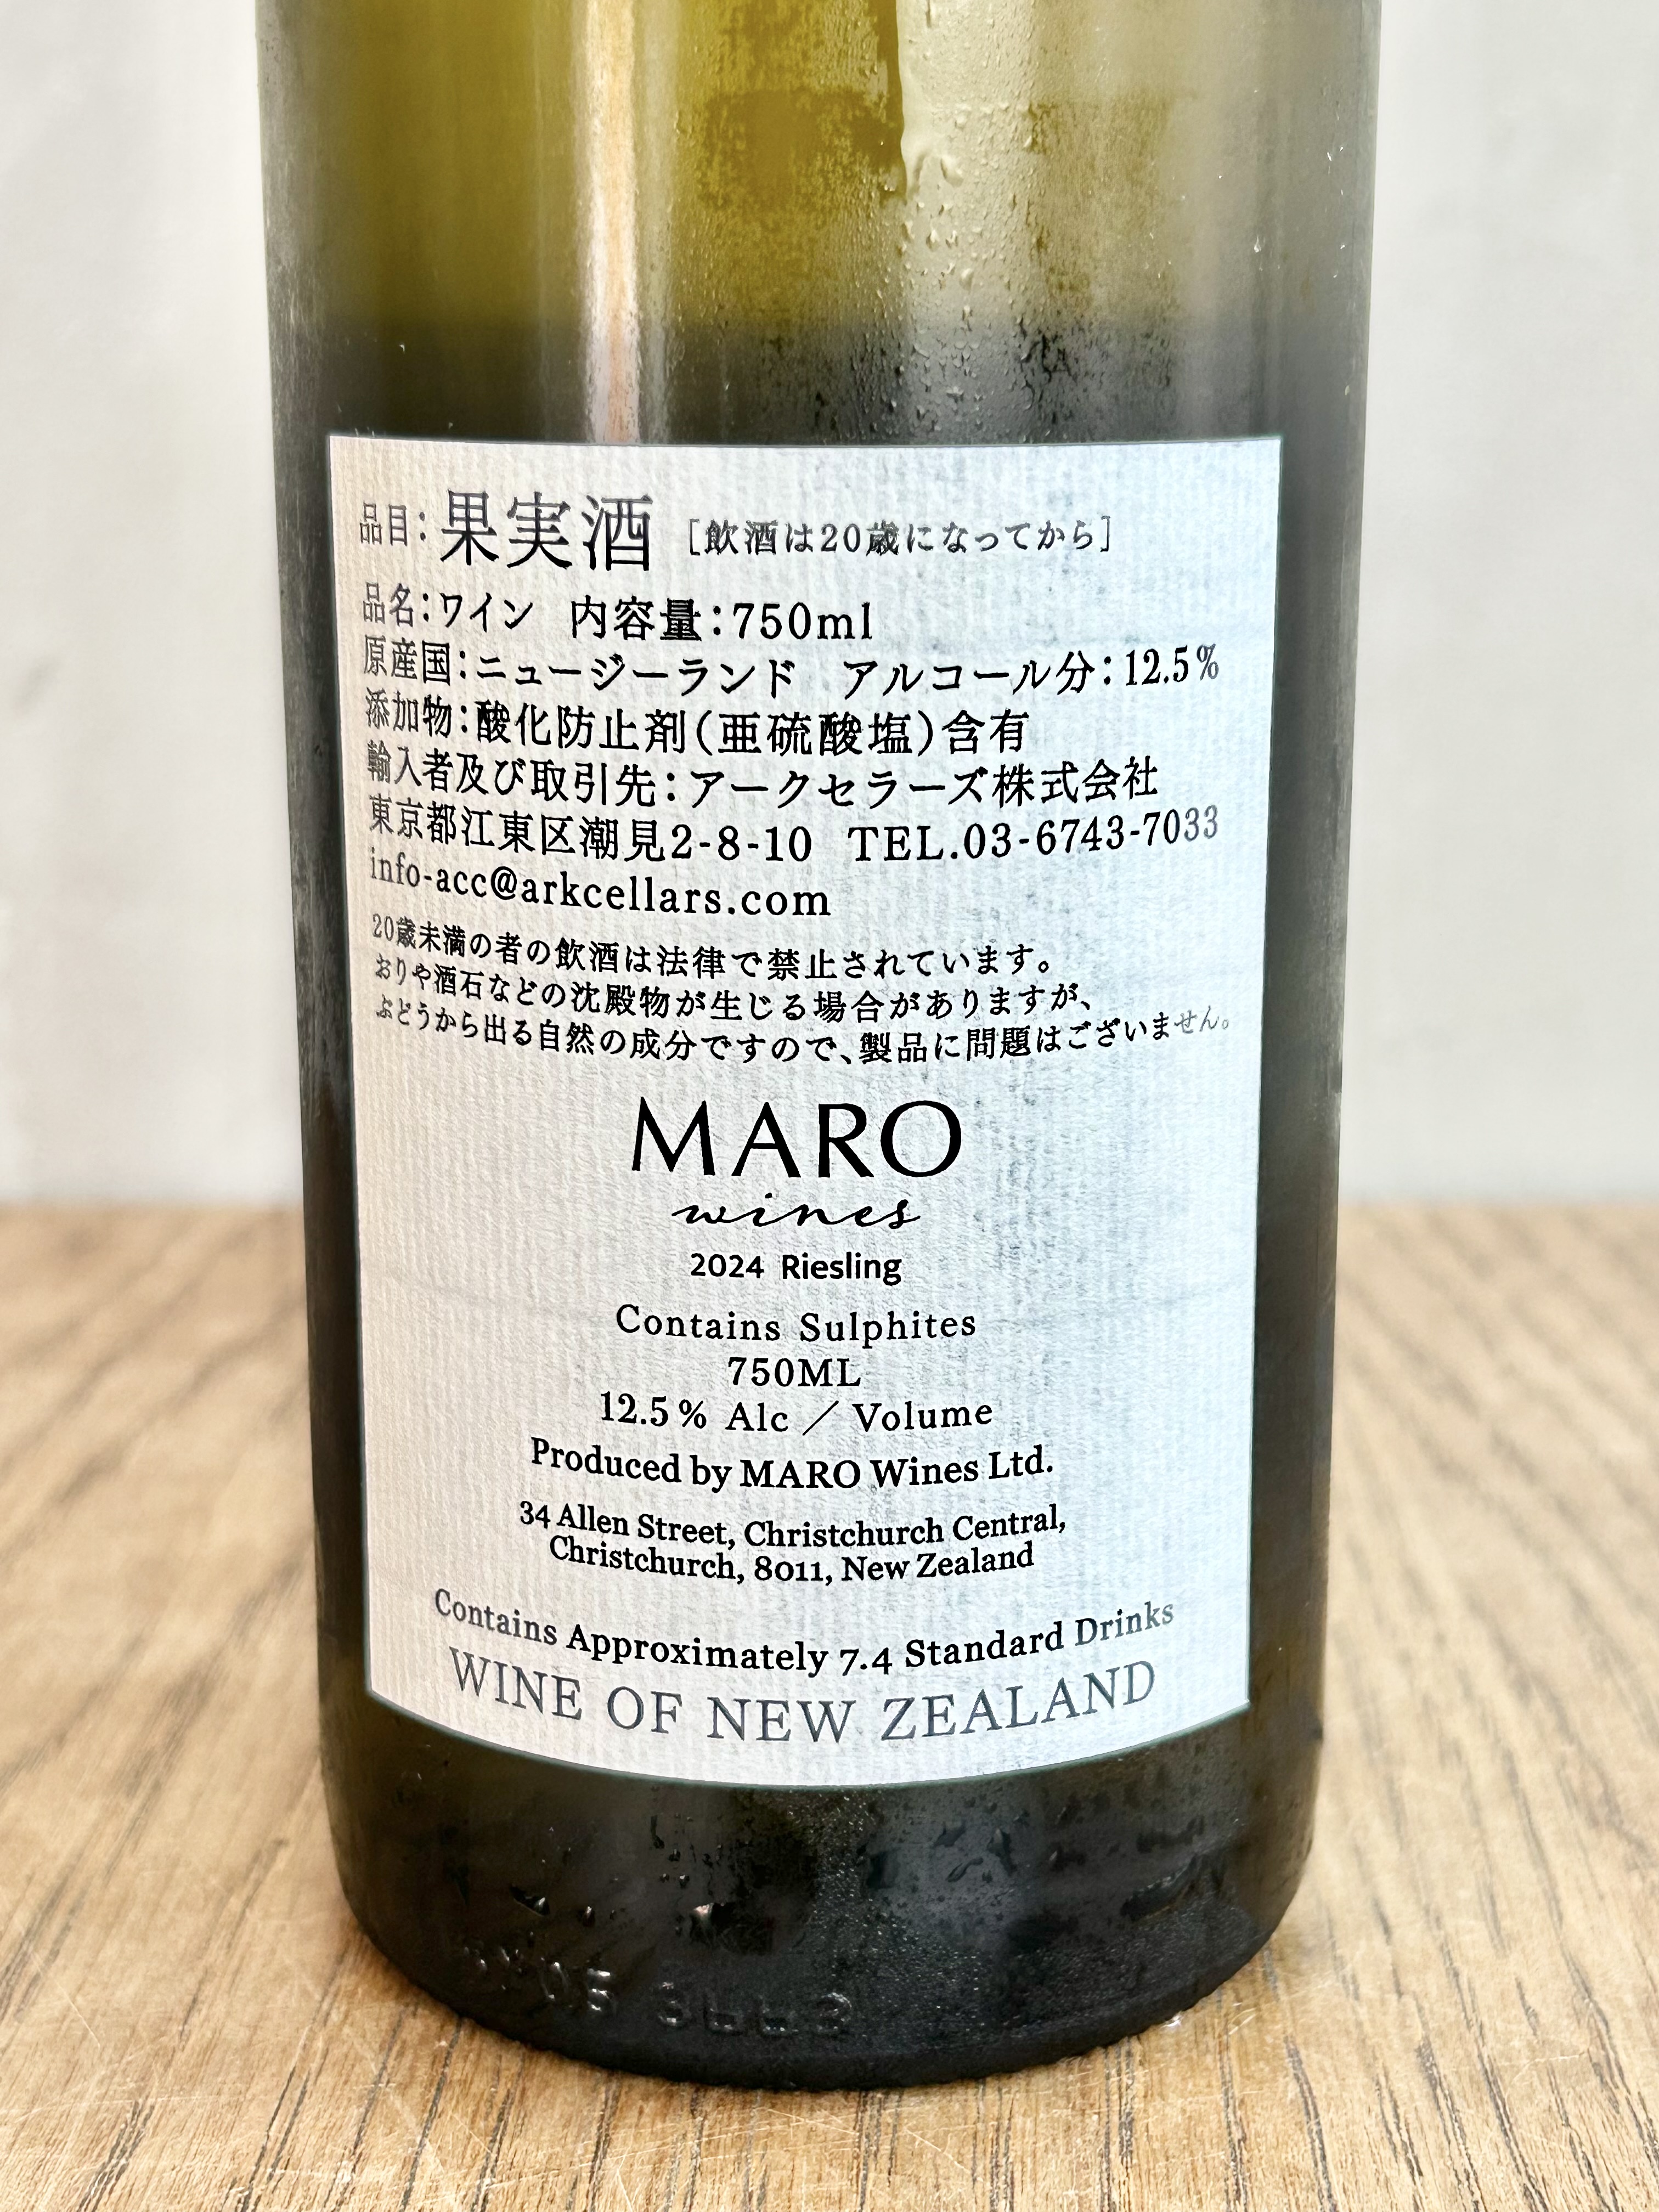 品目:果実酒 [飲酒は20歳になってから]
品名:ワイン 内容量:750ml
原産国:ニュージーランド アルコール分:12.5%
添加物:酸化防止剤(亜硫酸塩)含有
輸入者及び取引先:アークセラーズ株式会社
東京都江東区潮見2-8-10 TEL.03-6743-7033
info-acc@arkcellars.com
20歳未満の者の飲酒は法律で禁止されています。
おりや酒石などの沈殿物が生じる場合がありますが、
ぶどうから出る自然の成分ですので、製品に問題はございません。
MARO
wines
2024 Riesling
Contains Sulphites
750ML
12.5% Alc ／ Volume
Produced by MARO Wines Ltd.
34 Allen Street, Christchurch Central,
Christchurch, 8011, New Zealand
Contains Approximately 7.4 Standard Drinks
WINE OF NEW ZEALAND